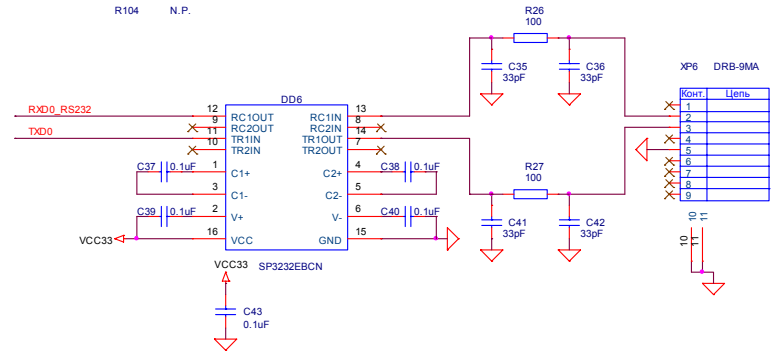 R104 N.P.
R26
100
C35
33pF
C36
33pF
XP6 DRB-9MA
Конт. Цепь
1
2
3
4
5
6
7
8
9
10
11
10
11
DD6
RXD0_RS232
TXD0
12 RC1OUT RC1IN 13
9 RC2OUT RC2IN 8
11 TR1IN TR1OUT 14
10 TR2IN TR2OUT 7
C37 0.1uF 1 C1+ C2+ 4 C38 0.1uF
3 C1- C2- 5
C39 0.1uF 2 V+ V- 6 C40 0.1uF
VCC33 16 VCC GND 15
SP3232EBCN
R27
100
C41
33pF
C42
33pF
VCC33
C43
0.1uF